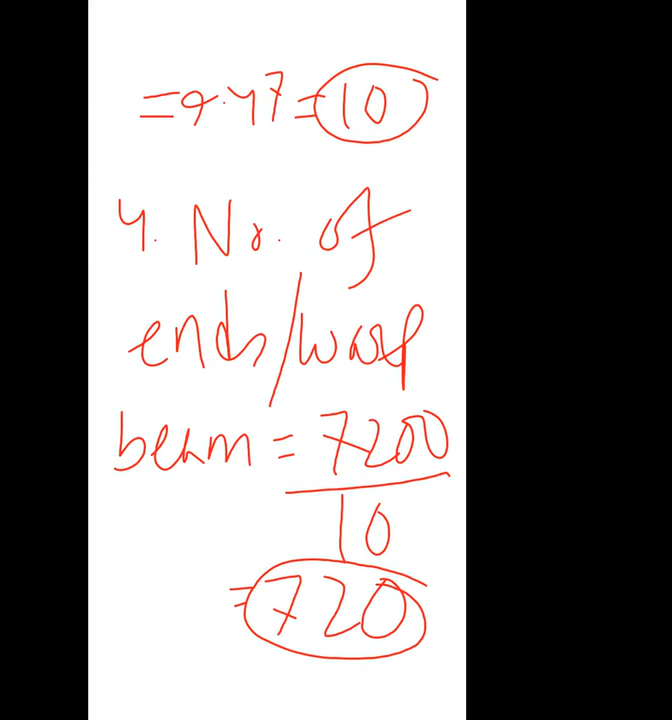 =9.47=10
4. No. of
ends/warp
beam = 7200
10
=720